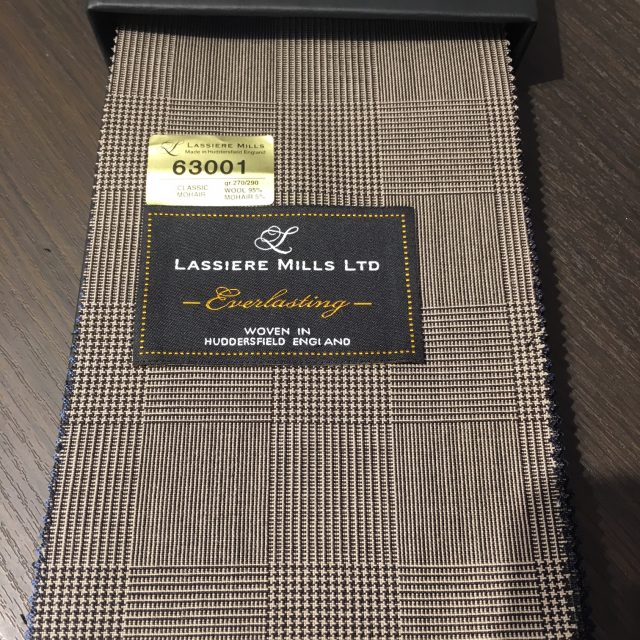 L LASSIERE MILLS
Made in Huddersfield England
63001
gr.270/290
CLASSIC WOOL 95%
MOHAIR MOHAIR 5%
L
LASSIERE MILLS LTD
— Everlasting —
WOVEN IN
HUDDERSFIELD ENGLAND